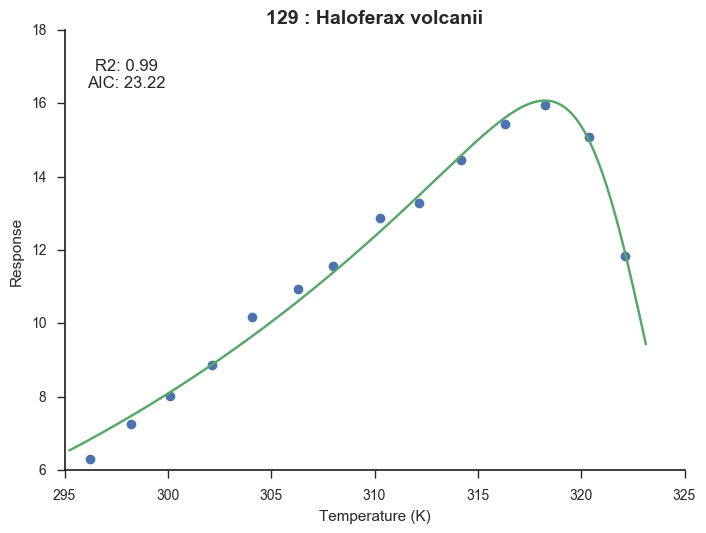 129 : Haloferax volcanii
18
R2: 0.99
AIC: 23.22
16
14
12
10
8
6
Response
295
300
305
310
315
320
325
Temperature (K)